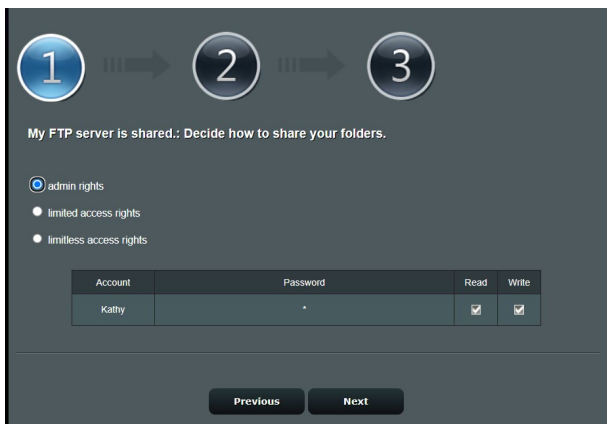 1 2 3
My FTP server is shared.: Decide how to share your folders.
admin rights
limited access rights
limitless access rights
Account Password Read Write
Kathy *
Previous Next